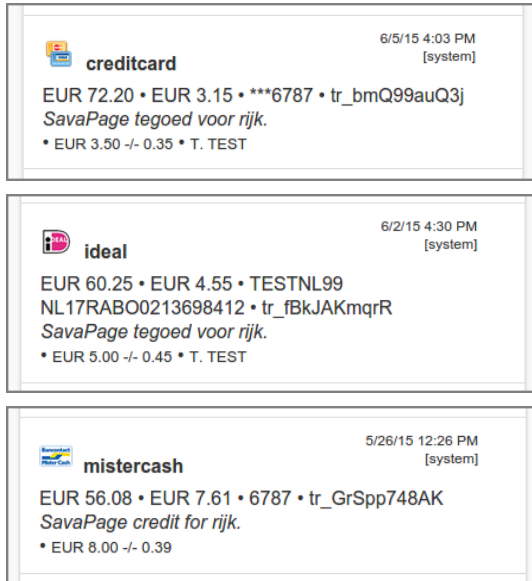 6/5/15 4:03 PM
creditcard
[system]
EUR 72.20 • EUR 3.15 • ***6787 • tr_bmQ99auQ3j
SavaPage tegoed voor rijk.
• EUR 3.50 -/- 0.35 • T. TEST
6/2/15 4:30 PM
iDEAL
ideal
[system]
EUR 60.25 • EUR 4.55 • TESTNL99
NL17RABO0213698412 • tr_fBkJAKmqrR
SavaPage tegoed voor rijk.
• EUR 5.00 -/- 0.45 • T. TEST
5/26/15 12:26 PM
Bancontact
Mister Cash
mistercash
[system]
EUR 56.08 • EUR 7.61 • 6787 • tr_GrSpp748AK
SavaPage credit for rijk.
• EUR 8.00 -/- 0.39